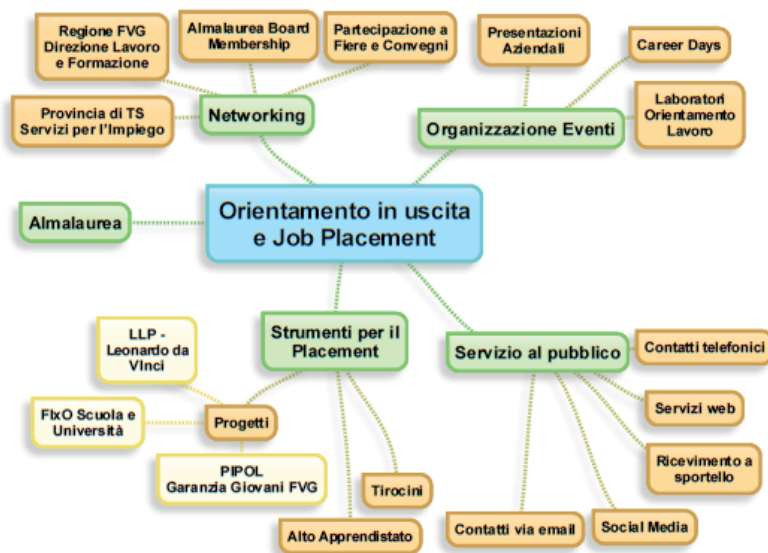 Regione FVG
Direzione Lavoro
e Formazione
Almalaurea Board
Membership
Partecipazione a
Fiere e Convegni
Presentazioni
Aziendali
Career Days
Provincia di TS
Servizi per l'Impiego
Networking
Organizzazione Eventi
Laboratori
Orientamento
Lavoro
Almalaurea
Orientamento in uscita
e Job Placement
LLP -
Leonardo da
VInci
Strumenti per il
Placement
Servizio al pubblico
Contatti telefonici
FIxO Scuola e
Università
Progetti
Servizi web
PIPOL
Garanzia Giovani FVG
Tirocini
Ricevimento a
sportello
Alto Apprendistato
Contatti via email
Social Media